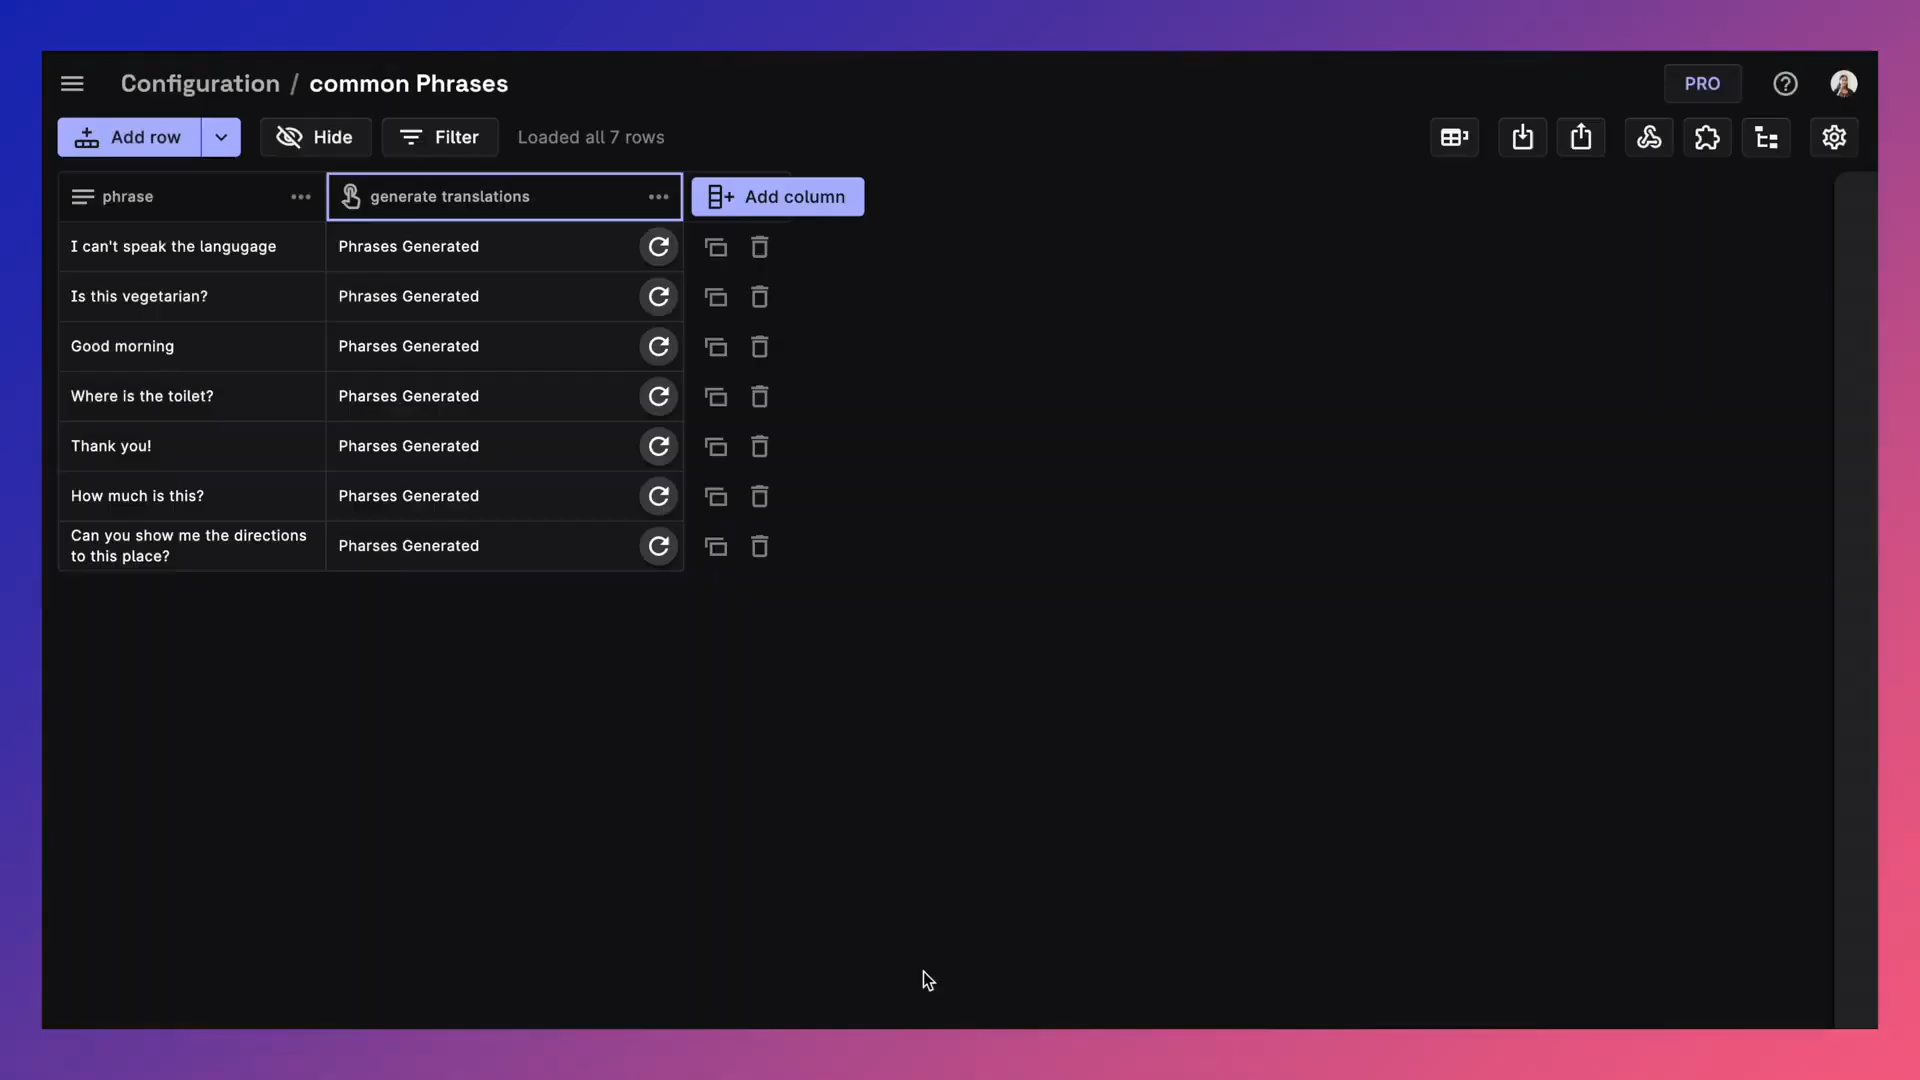 Configuration / common Phrases
PRO
Add row
Hide
Filter
Loaded all 7 rows
phrase
generate translations
Add column
I can't speak the langugage
Phrases Generated
Is this vegetarian?
Phrases Generated
Good morning
Pharses Generated
Where is the toilet?
Pharses Generated
Thank you!
Pharses Generated
How much is this?
Pharses Generated
Can you show me the directions
to this place?
Pharses Generated